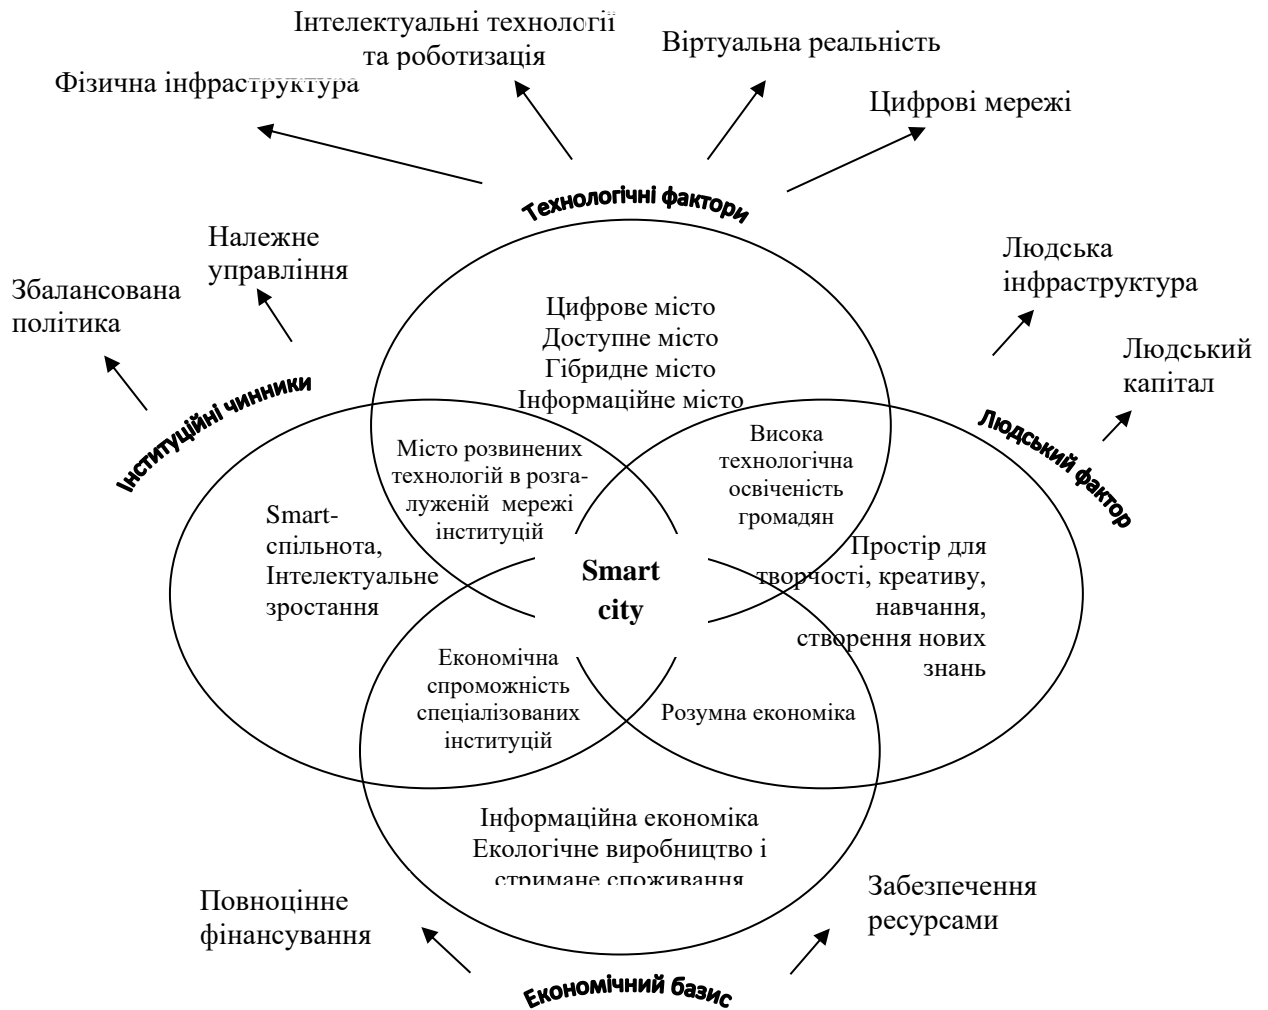 Інтелектуальні технології
та роботизація
Віртуальна реальність
Фізична інфраструктура
Цифрові мережі
Технологічні фактори
Належне
управління
Збалансована
політика
Людська
інфраструктура
Людський
капітал
Інституційні чинники
Людський фактор
Цифрове місто
Доступне місто
Гібридне місто
Інформаційне місто
Місто розвинених
технологій в розга-
луженій мережі
інституцій
Висока
технологічна
освіченість
громадян
Smart-
спільнота,
Інтелектуальне
зростання
Smart
city
Простір для
творчості, креативу,
навчання,
створення нових
знань
Економічна
спроможність
спеціалізованих
інституцій
Розумна економіка
Інформаційна економіка
Екологічне виробництво і
стримане споживання
Повноцінне
фінансування
Забезпечення
ресурсами
Економічний базис